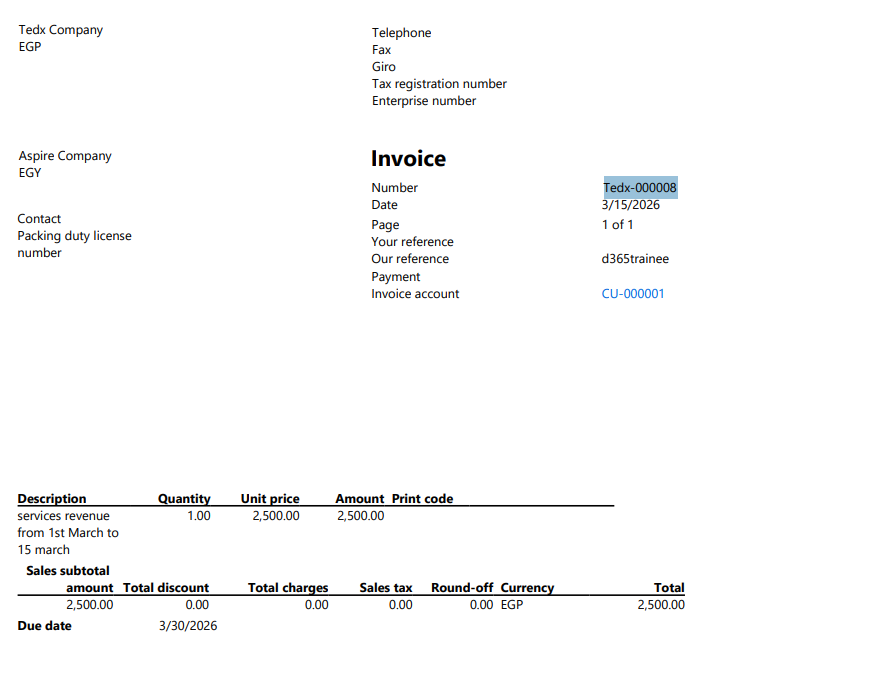 Tedx Company
EGP
Telephone
Fax
Giro
Tax registration number
Enterprise number
Aspire Company
EGY
Contact
Packing duty license
number
Invoice
Number Tedx-000008
Date 3/15/2026
Page 1 of 1
Your reference
Our reference d365trainee
Payment
Invoice account CU-000001
Description Quantity Unit price Amount Print code
services revenue 1.00 2,500.00 2,500.00
from 1st March to
15 march
Sales subtotal
amount Total discount Total charges Sales tax Round-off Currency Total
2,500.00 0.00 0.00 0.00 0.00 EGP 2,500.00
Due date 3/30/2026